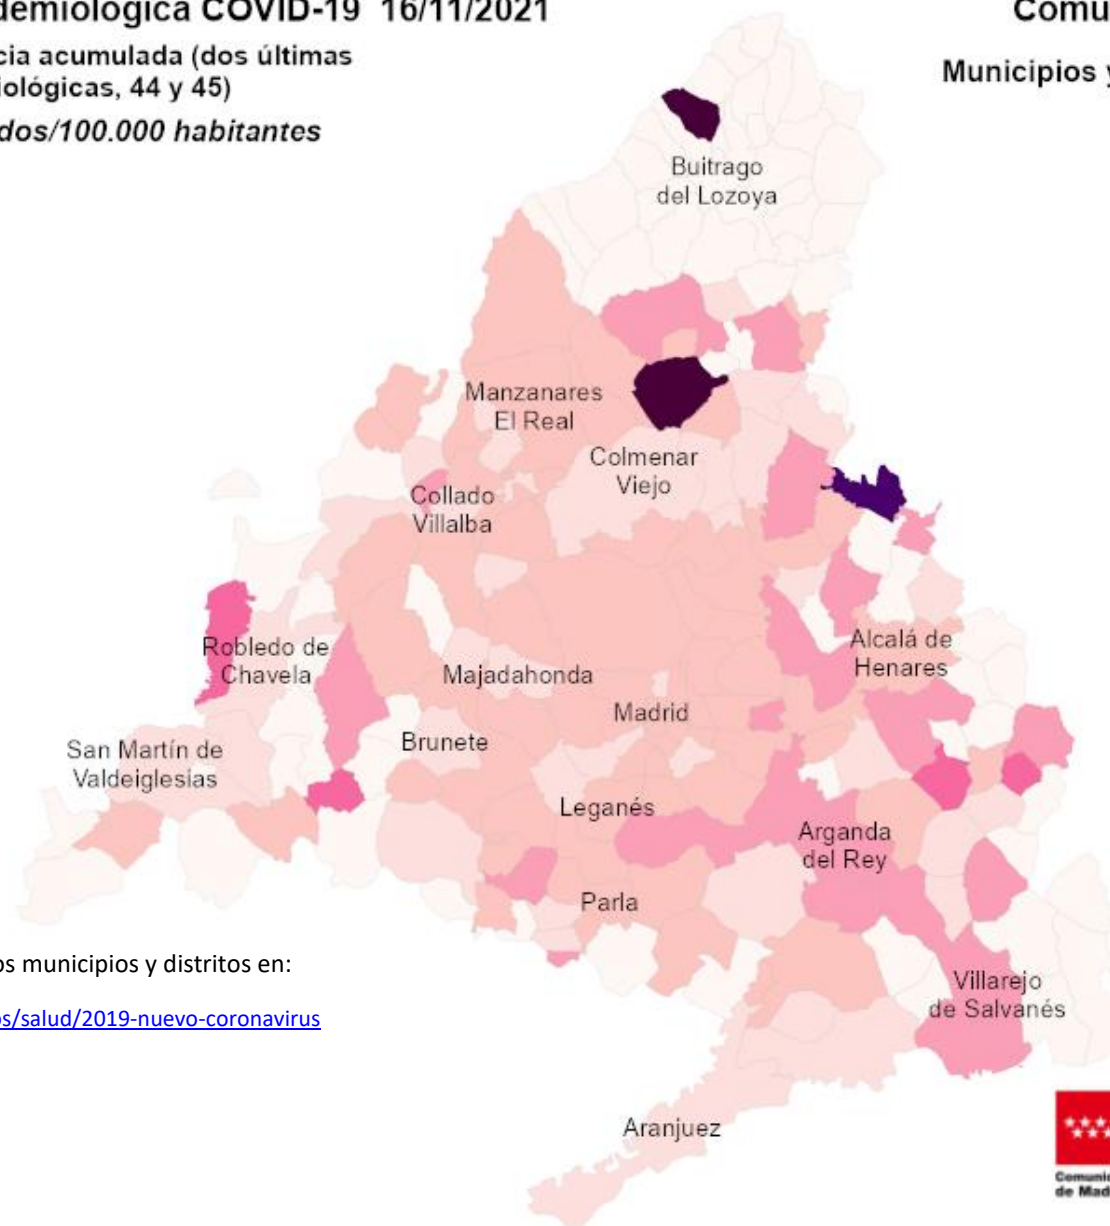 demiológica COVID-19 16/11/2021
Comu
cia acumulada (dos últimas
iológicas, 44 y 45)
Municipios y
dos/100.000 habitantes
Buitrago
del Lozoya
Manzanares
El Real
Colmenar
Viejo
Collado
Villalba
Robledo de
Chavela
Alcalá de
Henares
Majadahonda
Madrid
Brunete
San Martín de
Valdeiglesias
Leganés
Arganda
del Rey
Parla
os municipios y distritos en:
Villarejo
de Salvanés
os/salud/2019-nuevo-coronavirus
Aranjuez
Comunid
de Mad